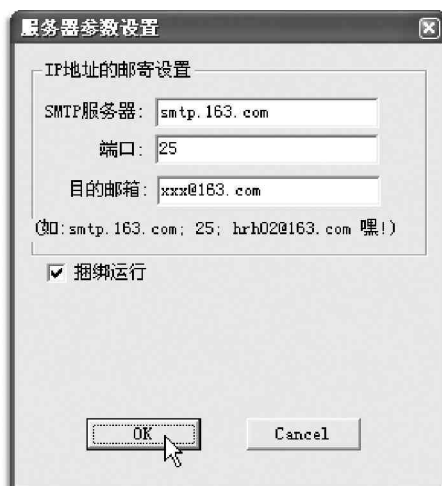 服务器参数设置
IP地址的邮寄设置
SMTP服务器: smtp.163.com
端口: 25
目的邮箱: xxx@163.com
(如:smtp.163.com; 25; hrh02@163.com 嘿!)
捆绑运行
OK Cancel